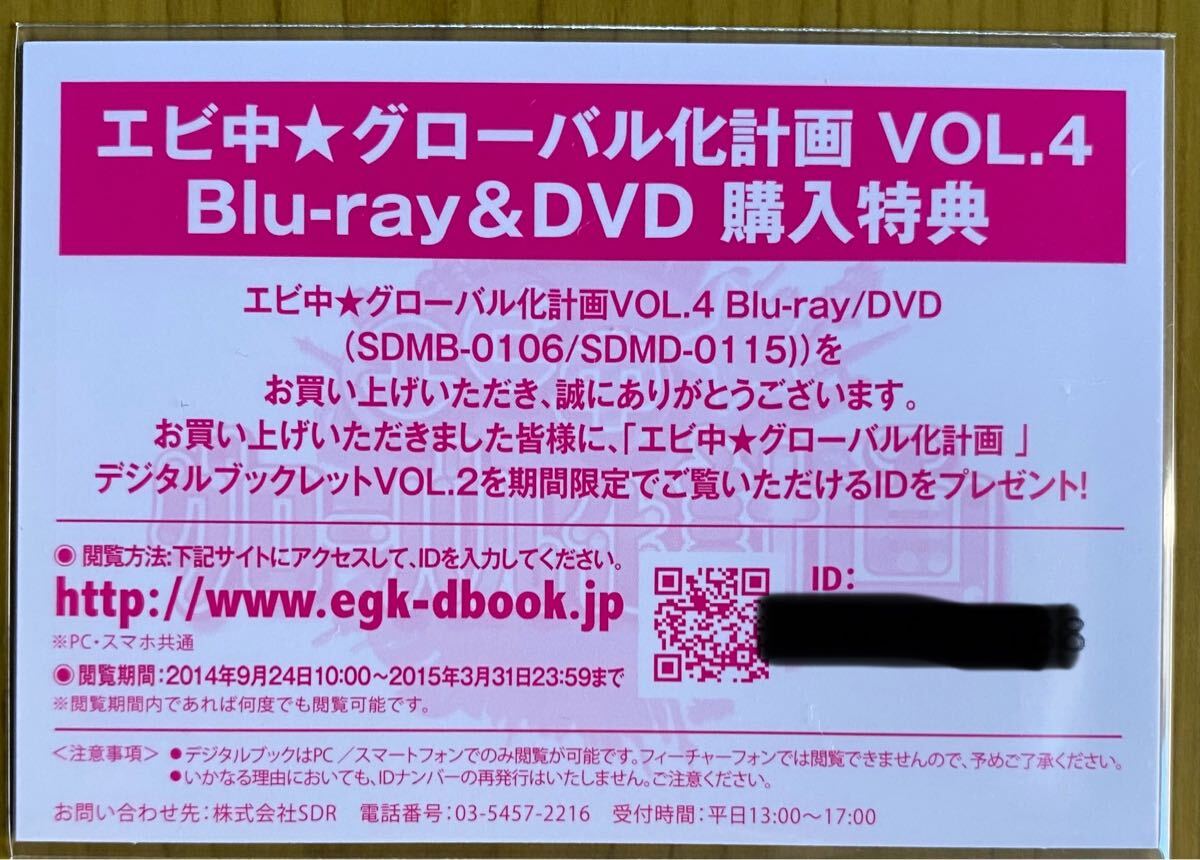 エビ中★グローバル化計画 VOL.4
Blu-ray&DVD 購入特典
エビ中★グローバル化計画VOL.4 Blu-ray/DVD
(SDMB-0106/SDMD-0115))を
お買い上げいただき、誠にありがとうございます。
お買い上げいただきました皆様に、「エビ中★グローバル化計画 」
デジタルブックレットVOL.2を期間限定でご覧いただけるIDをプレゼント!
◉ 閲覧方法:下記サイトにアクセスして、IDを入力してください。
http://www.egk-dbook.jp
※PC・スマホ共通
◉ 閲覧期間:2014年9月24日10:00〜2015年3月31日23:59まで
※閲覧期間内であれば何度でも閲覧可能です。
ID:
<注意事項> ●デジタルブックはPC/スマートフォンでのみ閲覧が可能です。フィーチャーフォンでは閲覧できませんので、予めご了承ください。
●いかなる理由においても、IDナンバーの再発行はいたしません。ご注意ください。
お問い合わせ先:株式会社SDR 電話番号:03-5457-2216 受付時間:平日13:00〜17:00